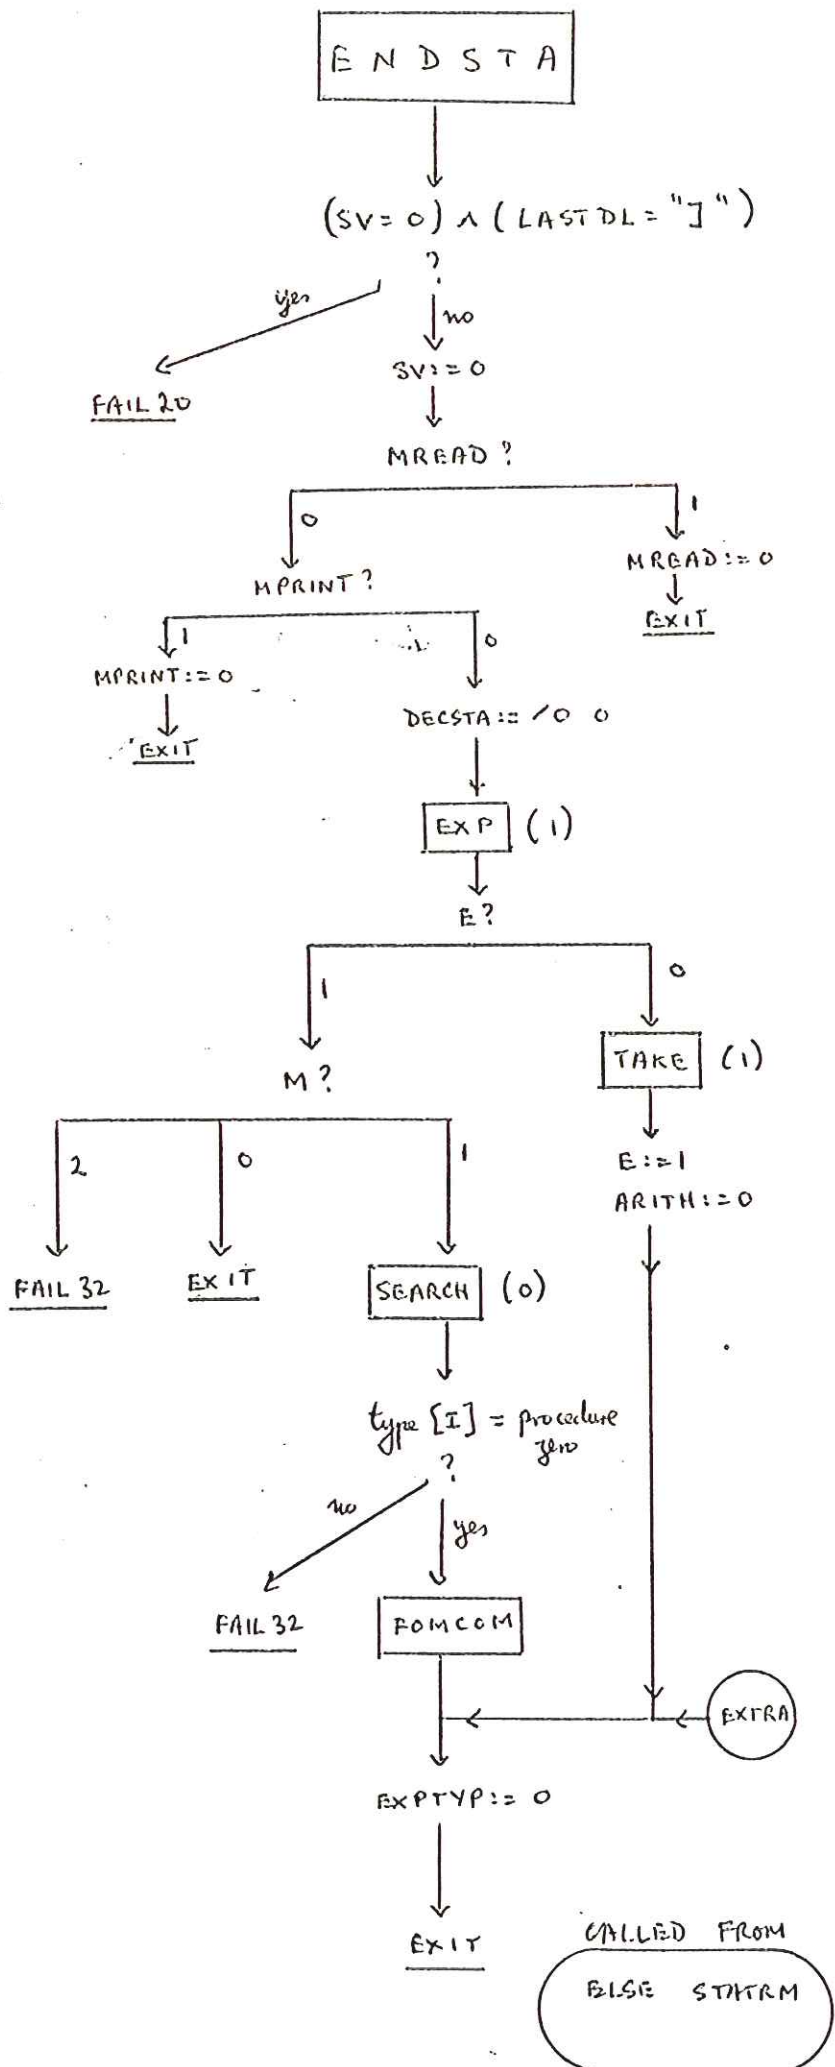 ENDSTA
(SV=0) ∧ (LASTDL="]")
?
yes
no
SV:=0
FAIL 20
MREAD?
0
1
MPRINT?
MREAD:=0
EXIT
1
0
MPRINT:=0
EXIT
DECSTA:= /0 0
EXP (1)
E?
1
0
TAKE (1)
M?
2
0
1
E:=1
ARITH:=0
FAIL 32
EXIT
SEARCH (0)
type [I] = procedure
zero
?
no
yes
FAIL 32
FOMCOM
EXTRA
EXPTYP:= 0
EXIT
CALLED FROM
ELSE STATRM